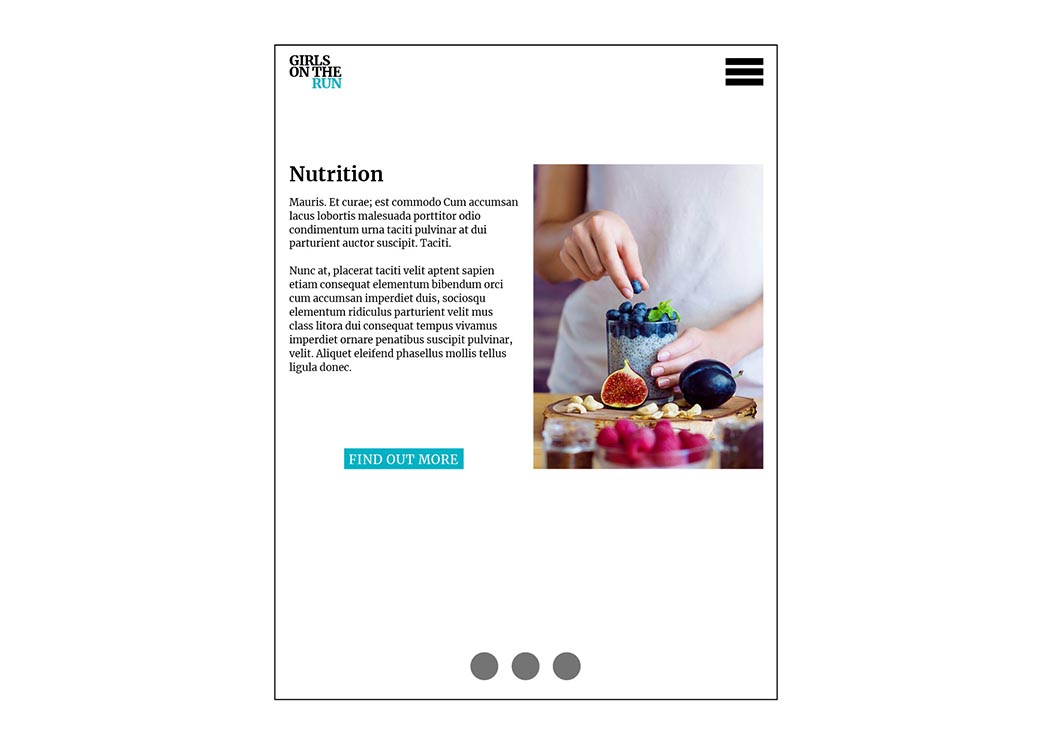 GIRLS
ON THE
RUN
Nutrition
Mauris. Et curae; est commodo Cum accumsan
lacus lobortis malesuada porttitor odio
condimentum urna taciti pulvinar at dui
parturient auctor suscipit. Taciti.
Nunc at, placerat taciti velit aptent sapien
etiam consequat elementum bibendum orci
cum accumsan imperdiet duis, sociosqu
elementum ridiculus parturient velit mus
class litora dui consequat tempus vivamus
imperdiet ornare penatibus suscipit pulvinar,
velit. Aliquet eleifend phasellus mollis tellus
ligula donec.
FIND OUT MORE